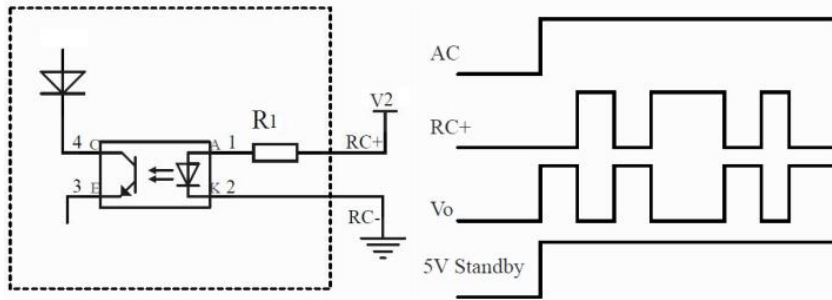 R1
V2
4 C
A 1
RC+
3 E
K 2
RC-
AC
RC+
Vo
5V Standby